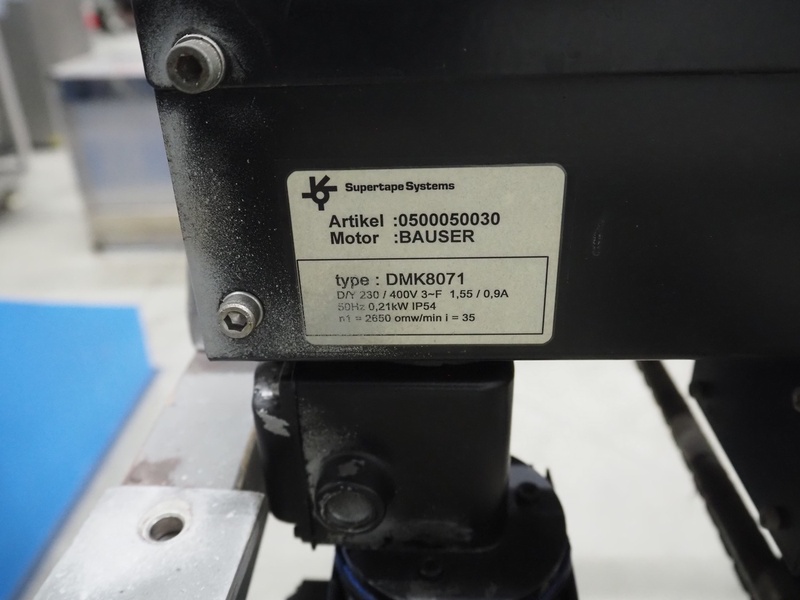 Supertape Systems
Artikel :0500050030
Motor :BAUSER
type : DMK8071
D/Y 230 / 400V 3~F 1,55 / 0,9A
50Hz 0,21kW IP54
n1 = 2650 omw/min i = 35